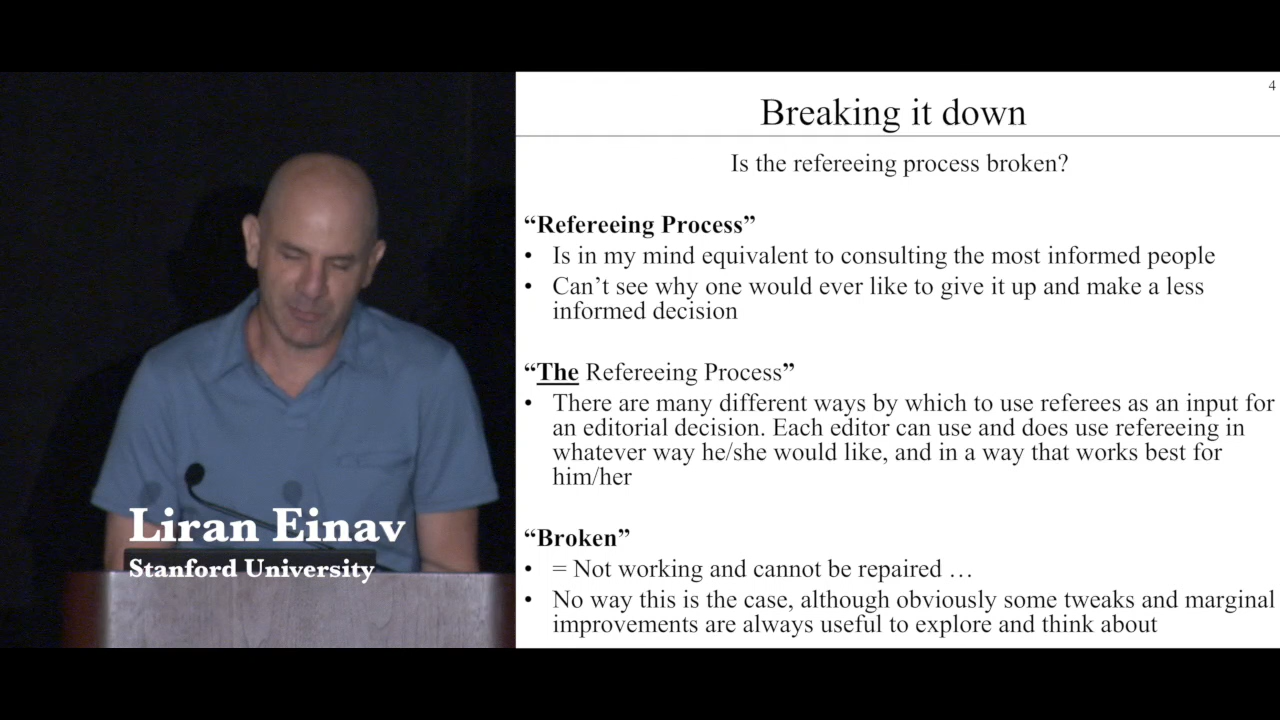 4
Breaking it down
Is the refereeing process broken?
“Refereeing Process”
• Is in my mind equivalent to consulting the most informed people
• Can’t see why one would ever like to give it up and make a less
informed decision
“The Refereeing Process”
• There are many different ways by which to use referees as an input for
an editorial decision. Each editor can use and does use refereeing in
whatever way he/she would like, and in a way that works best for
him/her
“Broken”
• = Not working and cannot be repaired …
• No way this is the case, although obviously some tweaks and marginal
improvements are always useful to explore and think about
Liran Einav
Stanford University